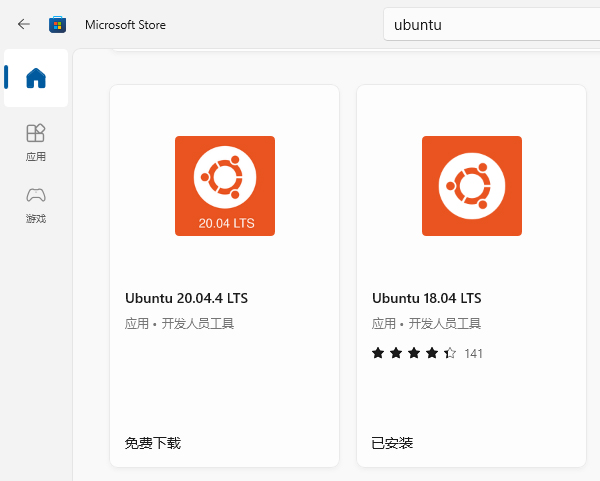 Microsoft Store
ubuntu
应用
游戏
20.04 LTS
Ubuntu 20.04.4 LTS
应用 • 开发人员工具
免费下载
Ubuntu 18.04 LTS
应用 • 开发人员工具
141
已安装